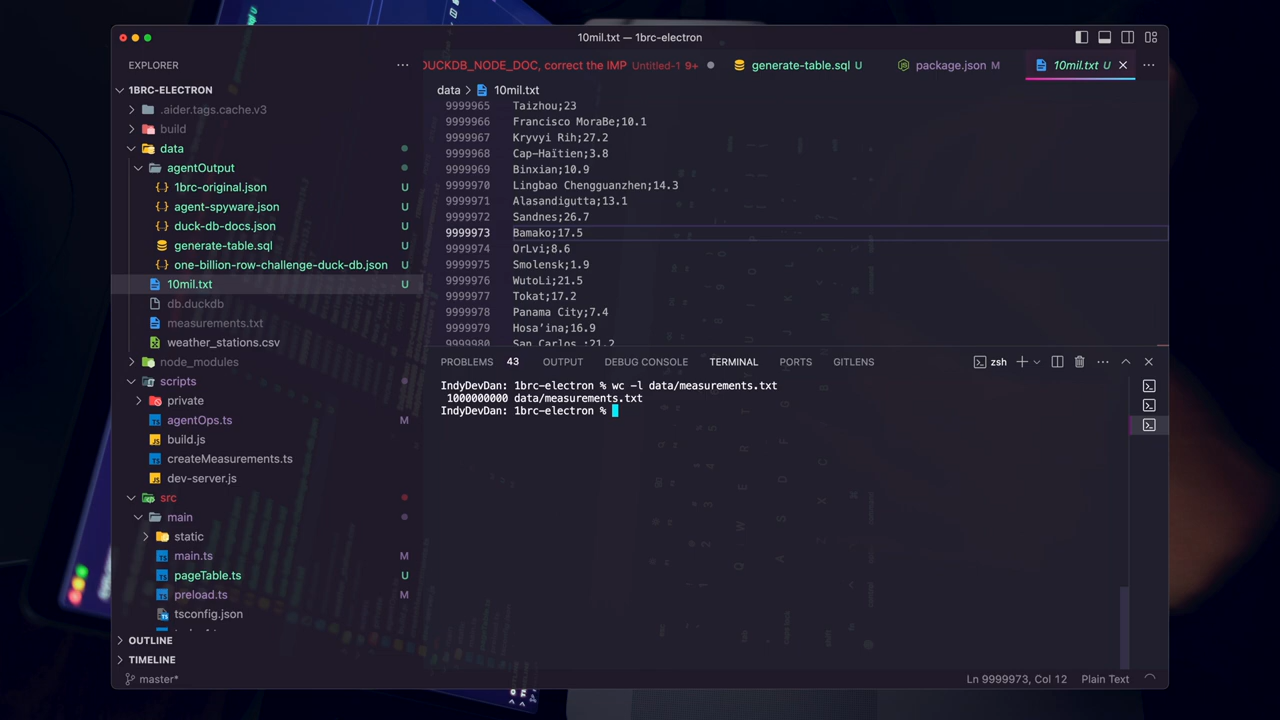 10mil.txt — 1brc-electron
EXPLORER
1BRC-ELECTRON
.aider.tags.cache.v3
build
data
agentOutput
1brc-original.json U
agent-spyware.json U
duck-db-docs.json U
generate-table.sql U
one-billion-row-challenge-duck-db.json U
10mil.txt U
db.duckdb
measurements.txt
weather_stations.csv
node_modules
scripts
private
agentOps.ts M
build.js
createMeasurements.ts
dev-server.js
src
main
static
main.ts M
pageTable.ts U
preload.ts M
tsconfig.json
OUTLINE
TIMELINE
DUCKDB_NODE_DOC, correct the IMP Untitled-1 9+
generate-table.sql U
package.json M
10mil.txt U
data > 10mil.txt
9999965 Taizhou;23
9999966 Francisco MoraBe;10.1
9999967 Kryvyi Rih;27.2
9999968 Cap-Haïtien;3.8
9999969 Binxian;10.9
9999970 Lingbao Chengguanzhen;14.3
9999971 Alasandigutta;13.1
9999972 Sandnes;26.7
9999973 Bamako;17.5
9999974 OrLvi;8.6
9999975 Smolensk;1.9
9999976 WutoLi;21.5
9999977 Tokat;17.2
9999978 Panama City;7.4
9999979 Hosa’ina;16.9
9999980 San Carlos ;21.2
PROBLEMS 43 OUTPUT DEBUG CONSOLE TERMINAL PORTS GITLENS
zsh
IndyDevDan: 1brc-electron % wc -l data/measurements.txt
1000000000 data/measurements.txt
IndyDevDan: 1brc-electron %
master*
Ln 9999973, Col 12 Plain Text